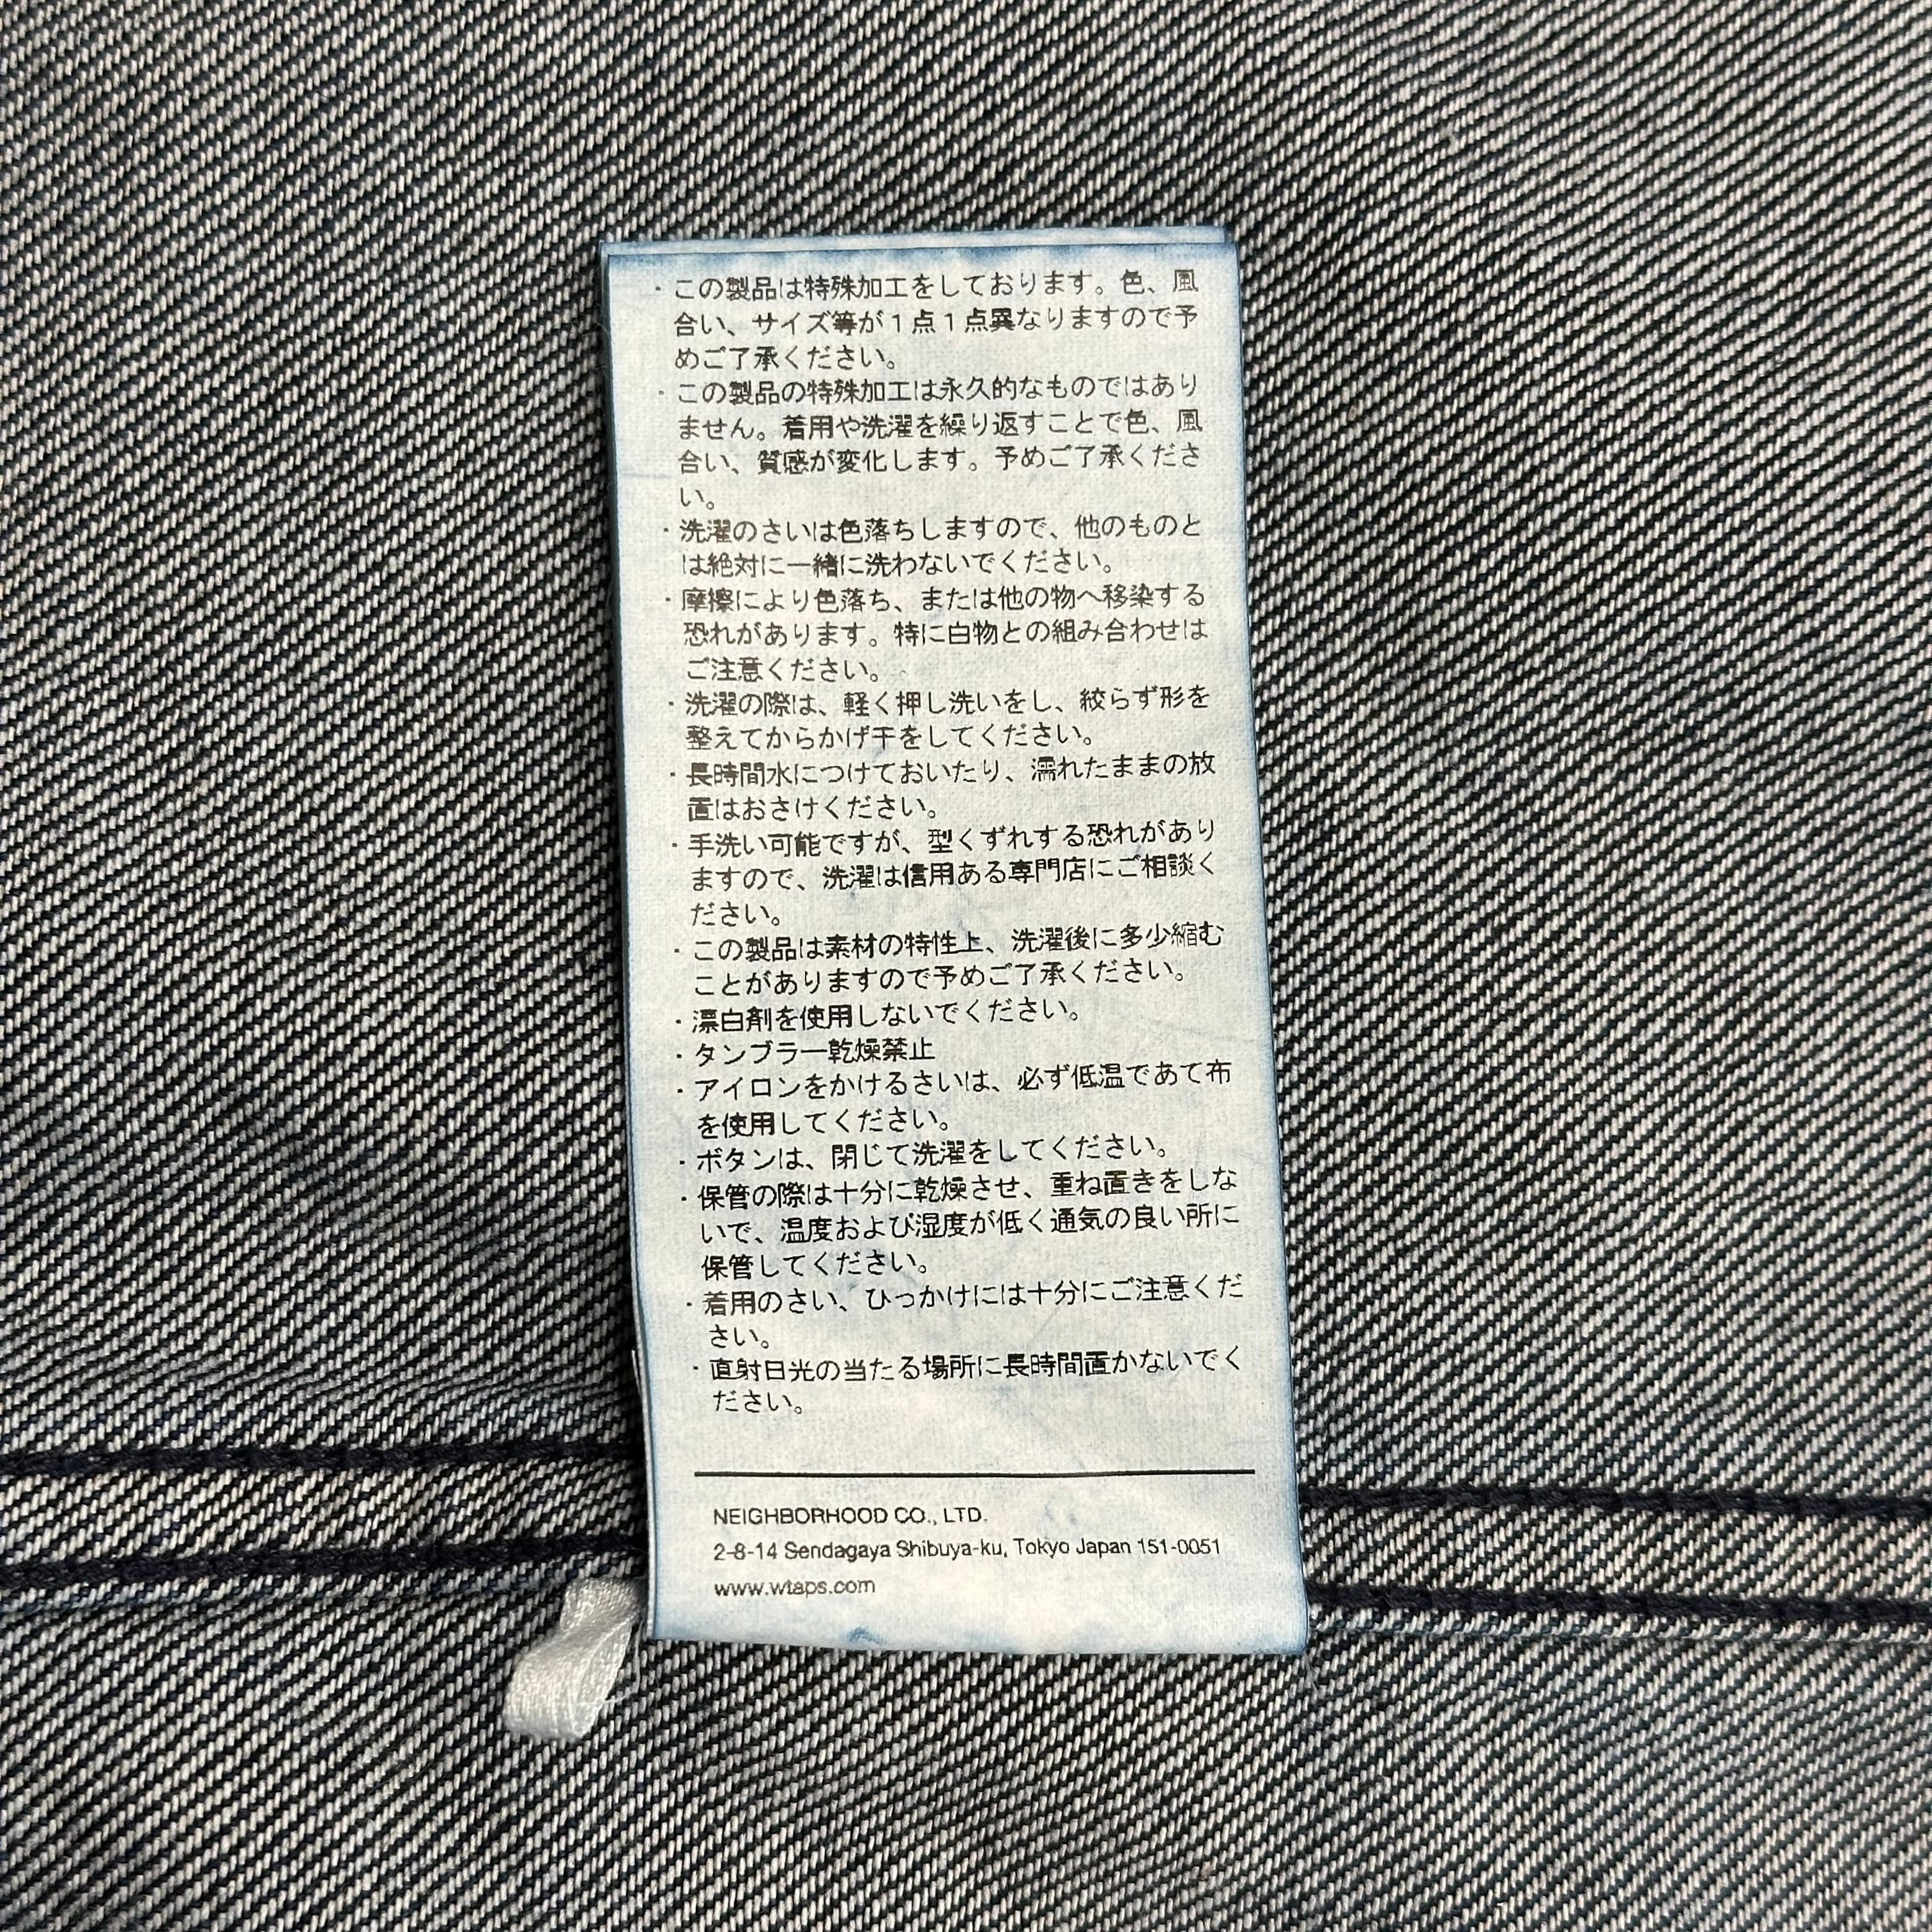 ・この製品は特殊加工をしております。色、風
合い、サイズ等が１点１点異なりますので予
めご了承ください。
・この製品の特殊加工は永久的なものではあり
ません。着用や洗濯を繰り返すことで色、風
合い、質感が変化します。予めご了承くださ
い。
・洗濯のさいは色落ちしますので、他のものと
は絶対に一緒に洗わないでください。
・摩擦により色落ち、または他の物へ移染する
恐れがあります。特に白物との組み合わせは
ご注意ください。
・洗濯の際は、軽く押し洗いをし、絞らず形を
整えてからかげ干をしてください。
・長時間水につけておいたり、濡れたままの放
置はおさけください。
・手洗い可能ですが、型くずれする恐れがあり
ますので、洗濯は信用ある専門店にご相談く
ださい。
・この製品は素材の特性上、洗濯後に多少縮む
ことがありますので予めご了承ください。
・漂白剤を使用しないでください。
・タンブラー乾燥禁止
・アイロンをかけるさいは、必ず低温であて布
を使用してください。
・ボタンは、閉じて洗濯をしてください。
・保管の際は十分に乾燥させ、重ね置きをしな
いで、温度および湿度が低く通気の良い所に
保管してください。
・着用のさい、ひっかけには十分にご注意くだ
さい。
・直射日光の当たる場所に長時間置かないでく
ださい。
NEIGHBORHOOD CO., LTD.
2-8-14 Sendagaya Shibuya-ku, Tokyo Japan 151-0051
www.wtaps.com